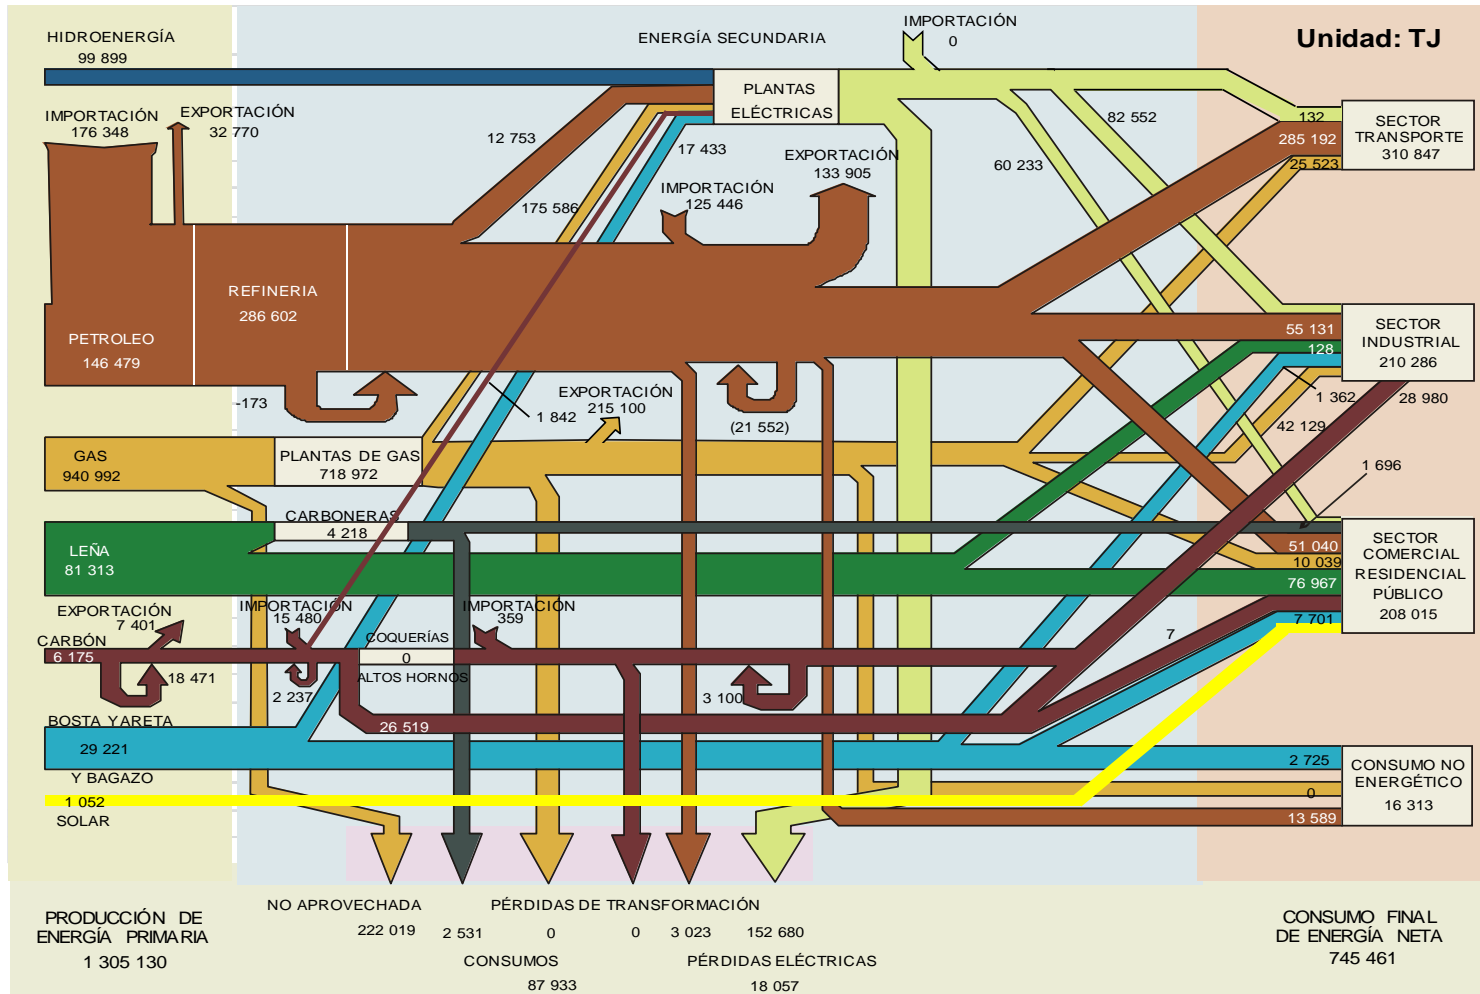 Unidad: TJ
HIDROENERGÍA
99 899
ENERGÍA SECUNDARIA
IMPORTACIÓN
0
IMPORTACIÓN
176 348
EXPORTACIÓN
32 770
PLANTAS
ELÉCTRICAS
12 753
17 433
175 586
EXPORTACIÓN
133 905
IMPORTACIÓN
125 446
82 552
60 233
132
285 192
25 523
SECTOR
TRANSPORTE
310 847
REFINERIA
286 602
PETROLEO
146 479
-173
1 842
EXPORTACIÓN
215 100
(21 552)
55 131
128
1 362
42 129
28 980
SECTOR
INDUSTRIAL
210 286
GAS
940 992
PLANTAS DE GAS
718 972
1 696
CARBONERAS
4 218
LEÑA
81 313
51 040
10 039
76 967
7
7 701
SECTOR
COMERCIAL
RESIDENCIAL
PÚBLICO
208 015
EXPORTACIÓN
7 401
IMPORTACIÓN
15 480
IMPORTACIÓN
359
CARBÓN
6 175
COQUERÍAS
0
ALTOS HORNOS
18 471
2 237
3 100
26 519
BOSTA YARETA
29 221
Y BAGAZO
1 052
SOLAR
2 725
0
13 589
CONSUMO NO
ENERGÉTICO
16 313
NO APROVECHADA
222 019
PÉRDIDAS DE TRANSFORMACIÓN
2 531
0
0
3 023
152 680
CONSUMOS
87 933
PÉRDIDAS ELÉCTRICAS
18 057
PRODUCCIÓN DE
ENERGÍA PRIMARIA
1 305 130
CONSUMO FINAL
DE ENERGÍA NETA
745 461